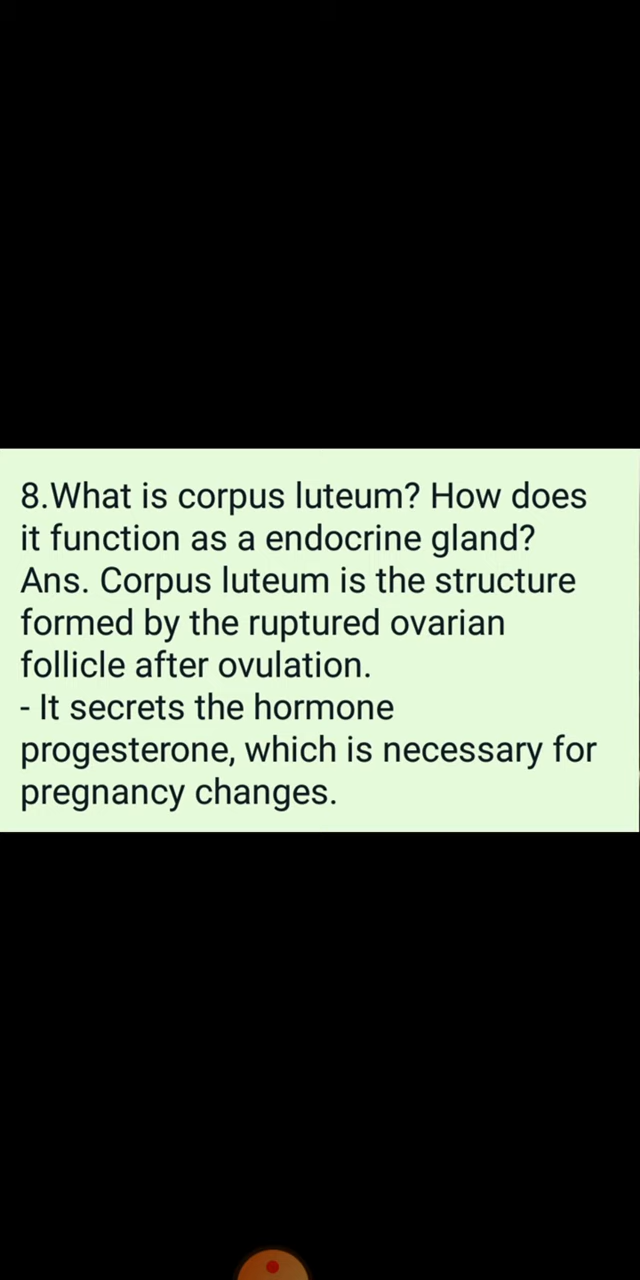 8.What is corpus luteum? How does
it function as a endocrine gland?
Ans. Corpus luteum is the structure
formed by the ruptured ovarian
follicle after ovulation.
- It secrets the hormone
progesterone, which is necessary for
pregnancy changes.